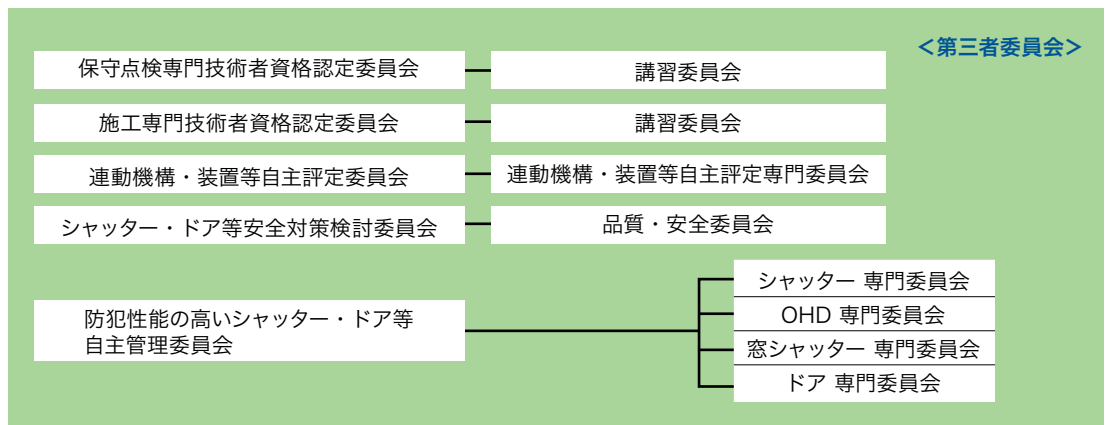 ＜第三者委員会＞
保守点検専門技術者資格認定委員会
講習委員会
施工専門技術者資格認定委員会
講習委員会
連動機構・装置等自主評定委員会
連動機構・装置等自主評定専門委員会
シャッター・ドア等安全対策検討委員会
品質・安全委員会
防犯性能の高いシャッター・ドア等
自主管理委員会
シャッター 専門委員会
OHD 専門委員会
窓シャッター 専門委員会
ドア 専門委員会